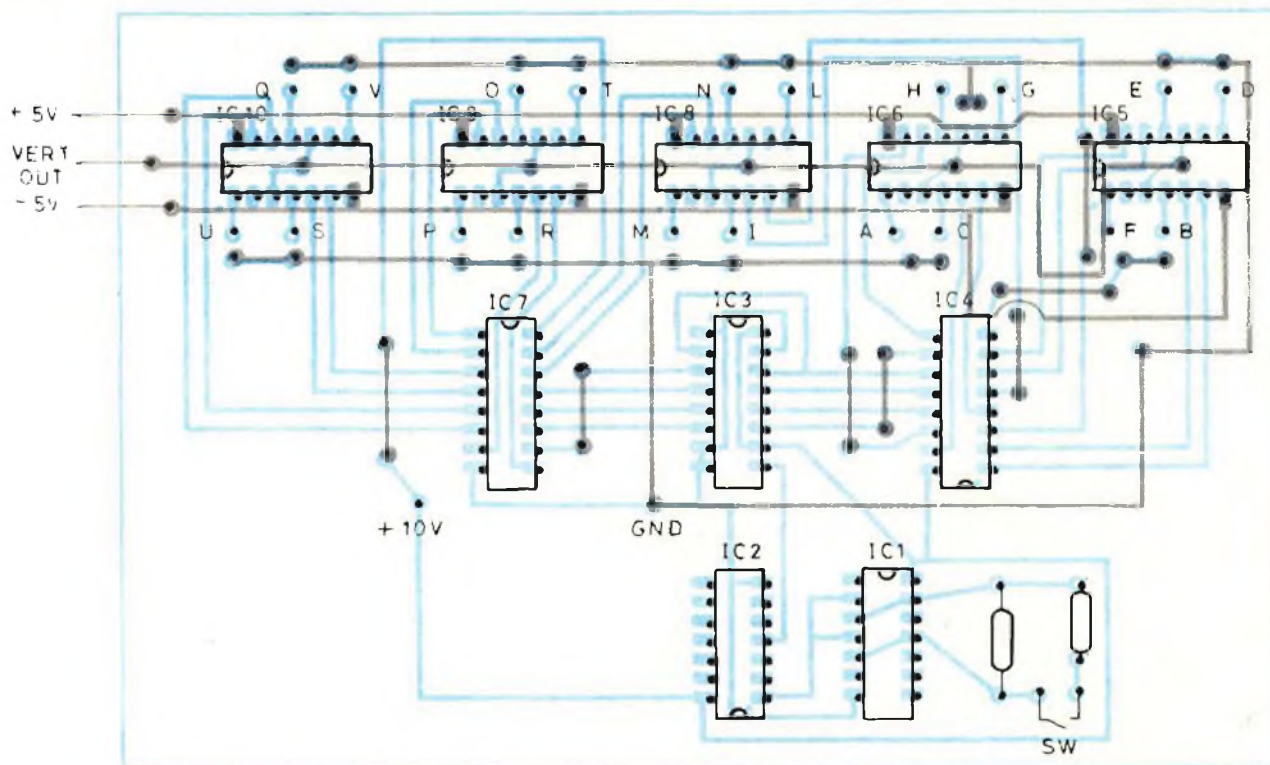 Q V O T N L H G E D
IC10 IC9 IC8 IC6 IC5
+ 5V
VERT
OUT
- 5V
U S P R M I A C F B
IC7 IC3 IC4
+ 10V GND
IC2 IC1
SW